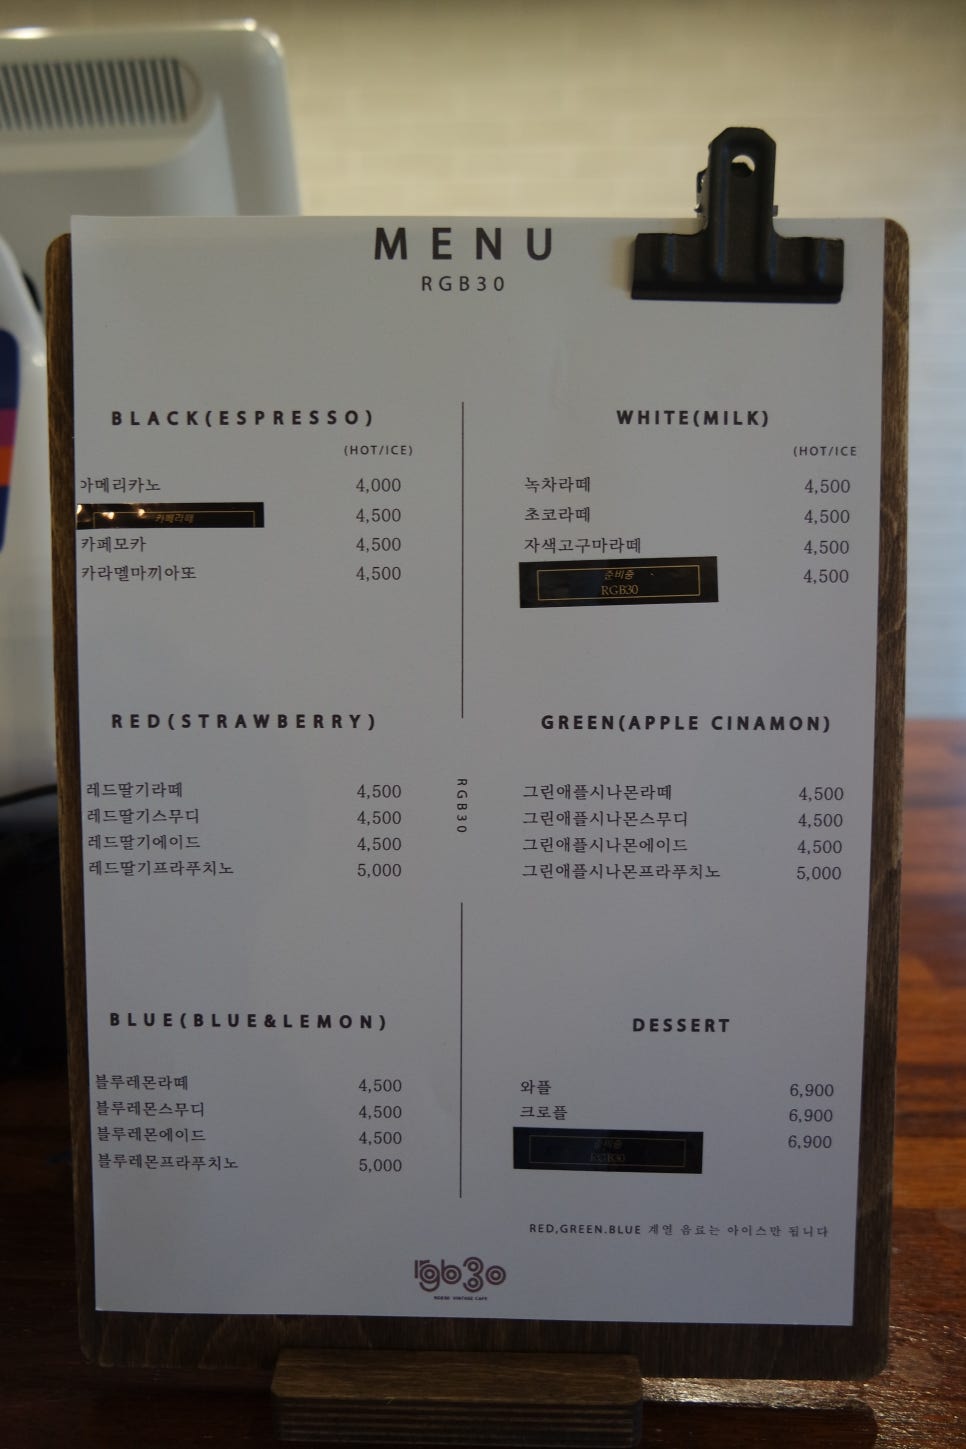 MENU
RGB30
BLACK(ESPRESSO)
(HOT/ICE)
아메리카노 4,000
카페라떼 4,500
카페모카 4,500
카라멜마끼아또 4,500
WHITE(MILK)
(HOT/ICE
녹차라떼 4,500
초코라떼 4,500
자색고구마라떼 4,500
준비중 4,500
RGB30
RED(STRAWBERRY)
레드딸기라떼 4,500
레드딸기스무디 4,500
레드딸기에이드 4,500
레드딸기프라푸치노 5,000
RGB30
GREEN(APPLE CINAMON)
그린애플시나몬라떼 4,500
그린애플시나몬스무디 4,500
그린애플시나몬에이드 4,500
그린애플시나몬프라푸치노 5,000
BLUE(BLUE&LEMON)
블루레몬라떼 4,500
블루레몬스무디 4,500
블루레몬에이드 4,500
블루레몬프라푸치노 5,000
DESSERT
와플 6,900
크로플 6,900
준비중 6,900
RGB30
RED,GREEN.BLUE 계열 음료는 아이스만 됩니다
rgb30
RGB30 VINTAGE CAFE